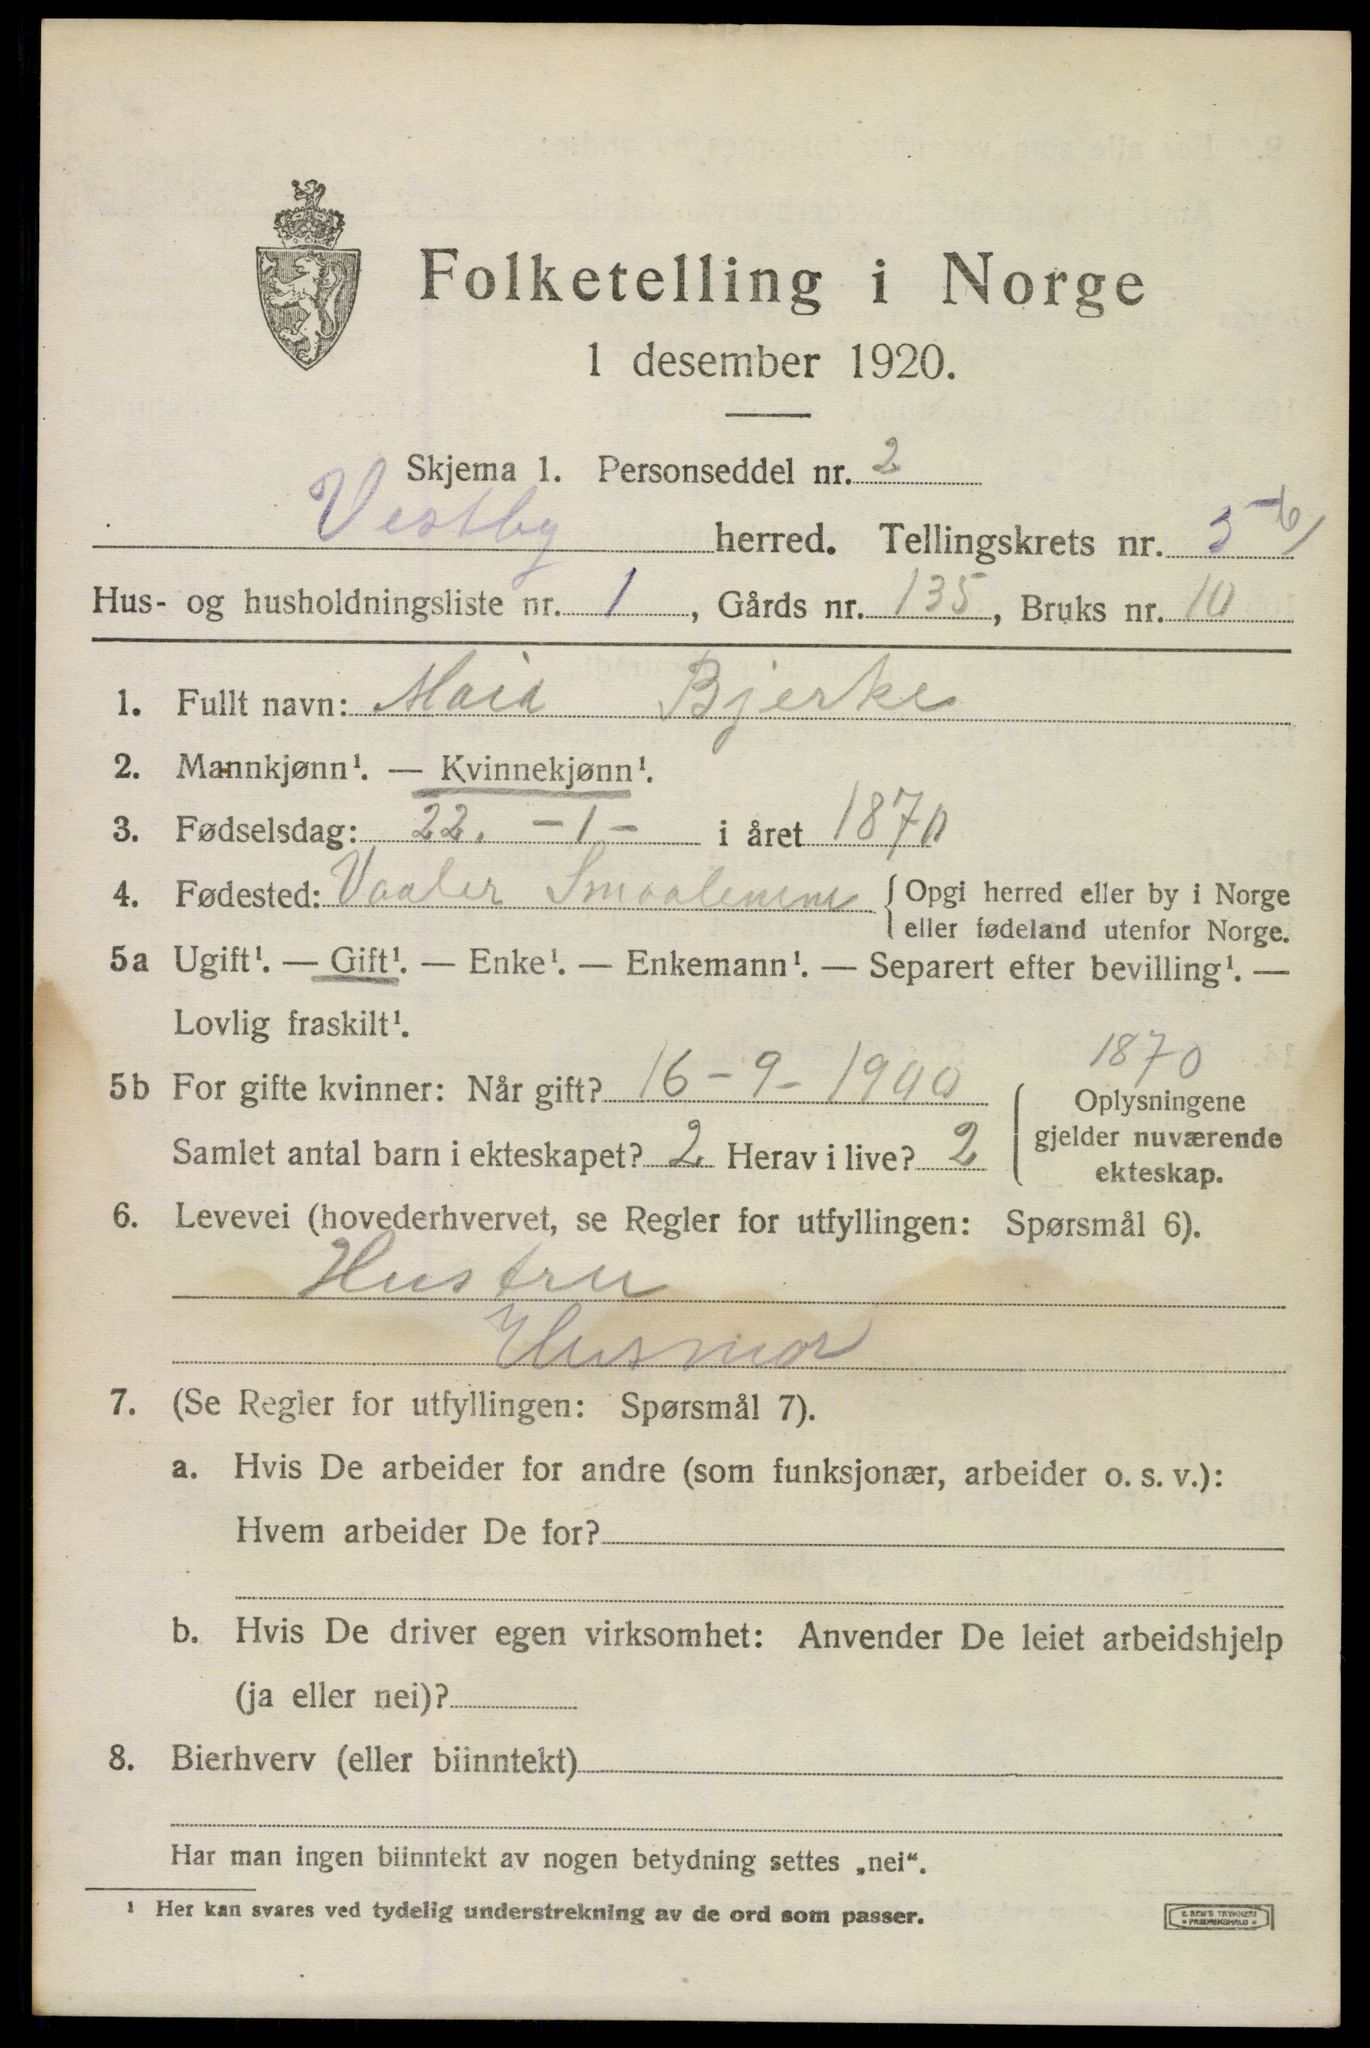 Folketelling i Norge
1 desember 1920.
Skjema 1. Personseddel nr. 2
Vestby herred. Tellingskrets nr. 5-6
Hus- og husholdningsliste nr. 1, Gårds nr. 135, Bruks nr. 10
1. Fullt navn: Bjerke
2. Mannkjønn¹. — Kvinnekjønn¹.
3. Fødselsdag: 22. -1- i året 1870
4. Fødested: Vaaler Smaalenene { Opgi herred eller by i Norge
eller fødeland utenfor Norge.
5a Ugift¹. — Gift¹. — Enke¹. — Enkemann¹. — Separert efter bevilling¹. —
Lovlig fraskilt¹.
1870
5b For gifte kvinner: Når gift? 16-9-1900
Samlet antal barn i ekteskapet? 2 Herav i live? 2
Oplysningene
gjelder nuværende
ekteskap.
6. Levevei (hovederhvervet, se Regler for utfyllingen: Spørsmål 6).
Hustru
Husmor
7. (Se Regler for utfyllingen: Spørsmål 7).
a. Hvis De arbeider for andre (som funksjonær, arbeider o. s. v.):
Hvem arbeider De for?
b. Hvis De driver egen virksomhet: Anvender De leiet arbeidshjelp
(ja eller nei)?
8. Bierhverv (eller biinntekt)
Har man ingen biinntekt av nogen betydning settes „nei“.
¹ Her kan svares ved tydelig understrekning av de ord som passer.
E. SEM'S TRYKKERI
FREDRIKSHALD